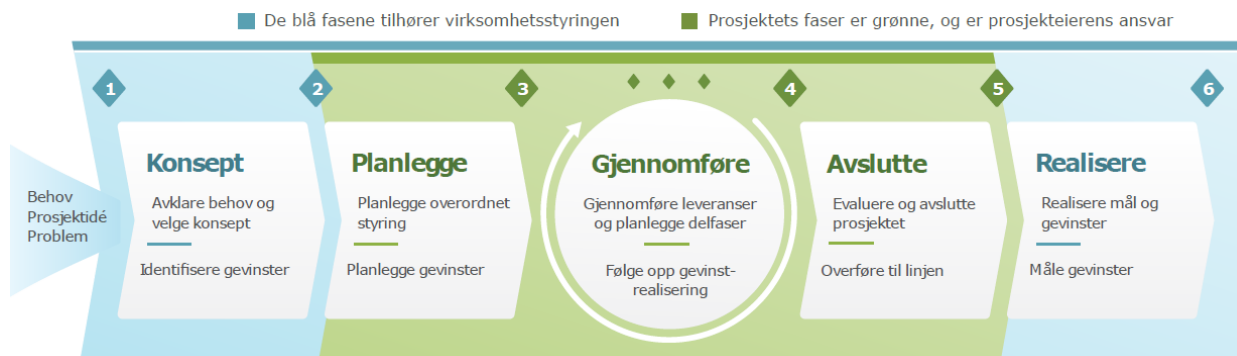 De blå fasene tilhører virksomhetsstyringen
Prosjektets faser er grønne, og er prosjekteierens ansvar
1
2
3
4
5
6
Behov
Prosjektidé
Problem
Konsept
Avklare behov og
velge konsept
Identifisere gevinster
Planlegge
Planlegge overordnet
styring
Planlegge gevinster
Gjennomføre
Gjennomføre leveranser
og planlegge delfaser
Følge opp gevinst-
realisering
Avslutte
Evaluere og avslutte
prosjektet
Overføre til linjen
Realisere
Realisere mål og
gevinster
Måle gevinster